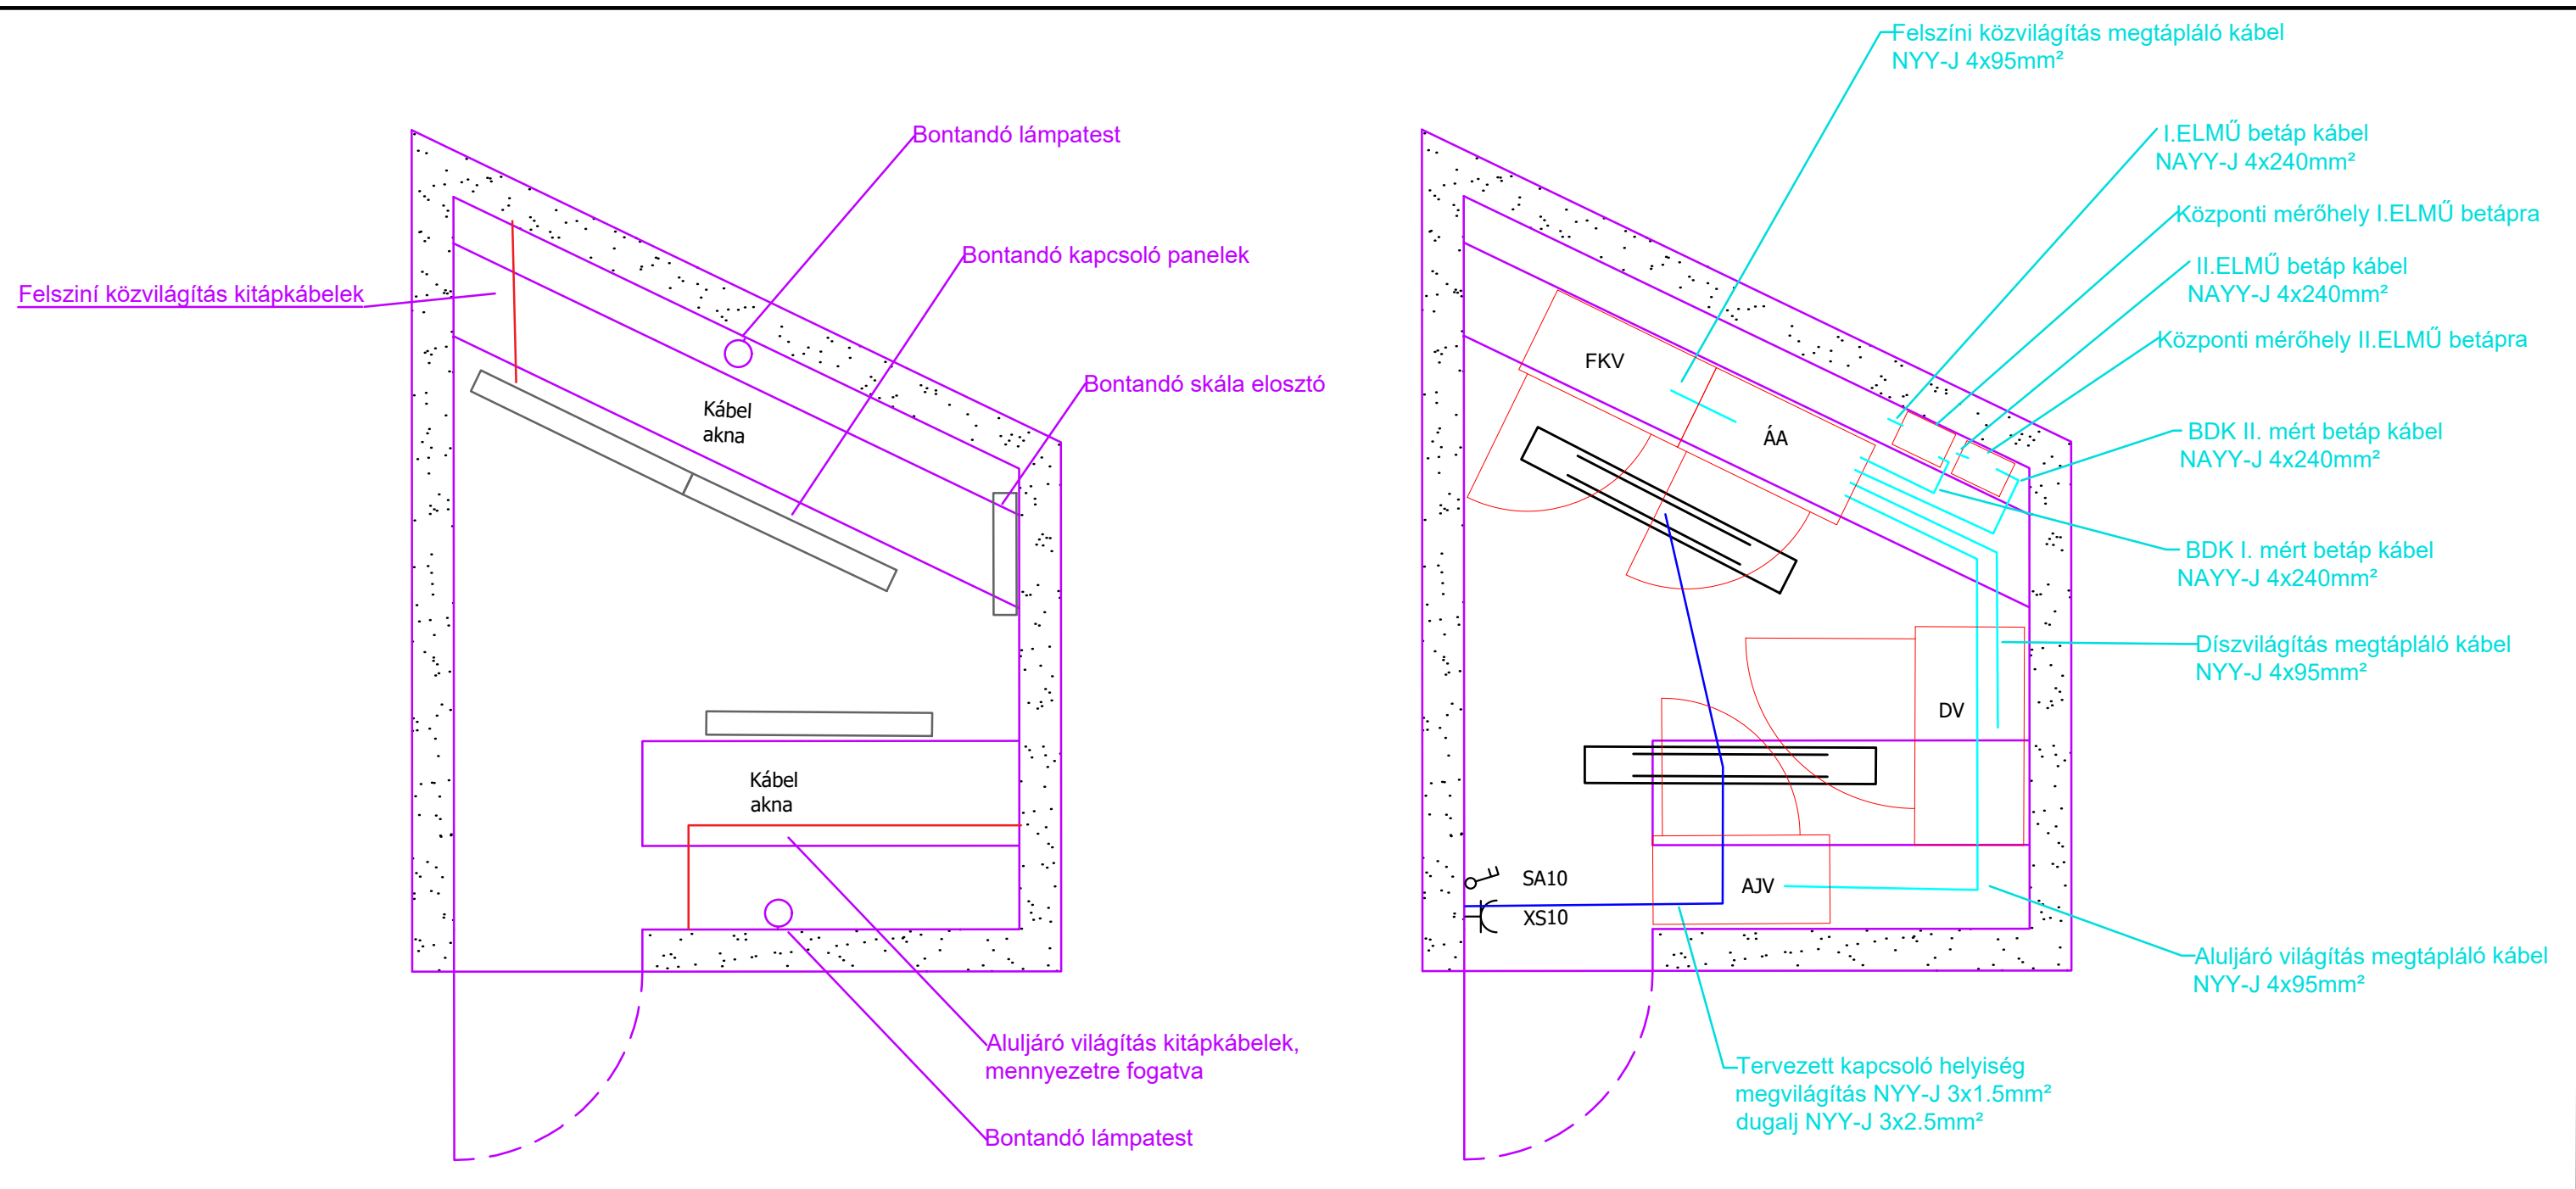 Felsziní közvilágítás kitápkábelek
Bontandó lámpatest
Bontandó kapcsoló panelek
Bontandó skála elosztó
Kábel
akna
Kábel
akna
Aluljáró világítás kitápkábelek,
mennyezetre fogatva
Bontandó lámpatest
Felszíni közvilágítás megtápláló kábel
NYY-J 4x95mm²
I.ELMŰ betáp kábel
NAYY-J 4x240mm²
Központi mérőhely I.ELMŰ betápra
II.ELMŰ betáp kábel
NAYY-J 4x240mm²
Központi mérőhely II.ELMŰ betápra
BDK II. mért betáp kábel
NAYY-J 4x240mm²
BDK I. mért betáp kábel
NAYY-J 4x240mm²
Díszvilágítás megtápláló kábel
NYY-J 4x95mm²
Aluljáró világítás megtápláló kábel
NYY-J 4x95mm²
FKV
ÁA
DV
AJV
SA10
XS10
Tervezett kapcsoló helyiség
megvilágítás NYY-J 3x1.5mm²
dugalj NYY-J 3x2.5mm²